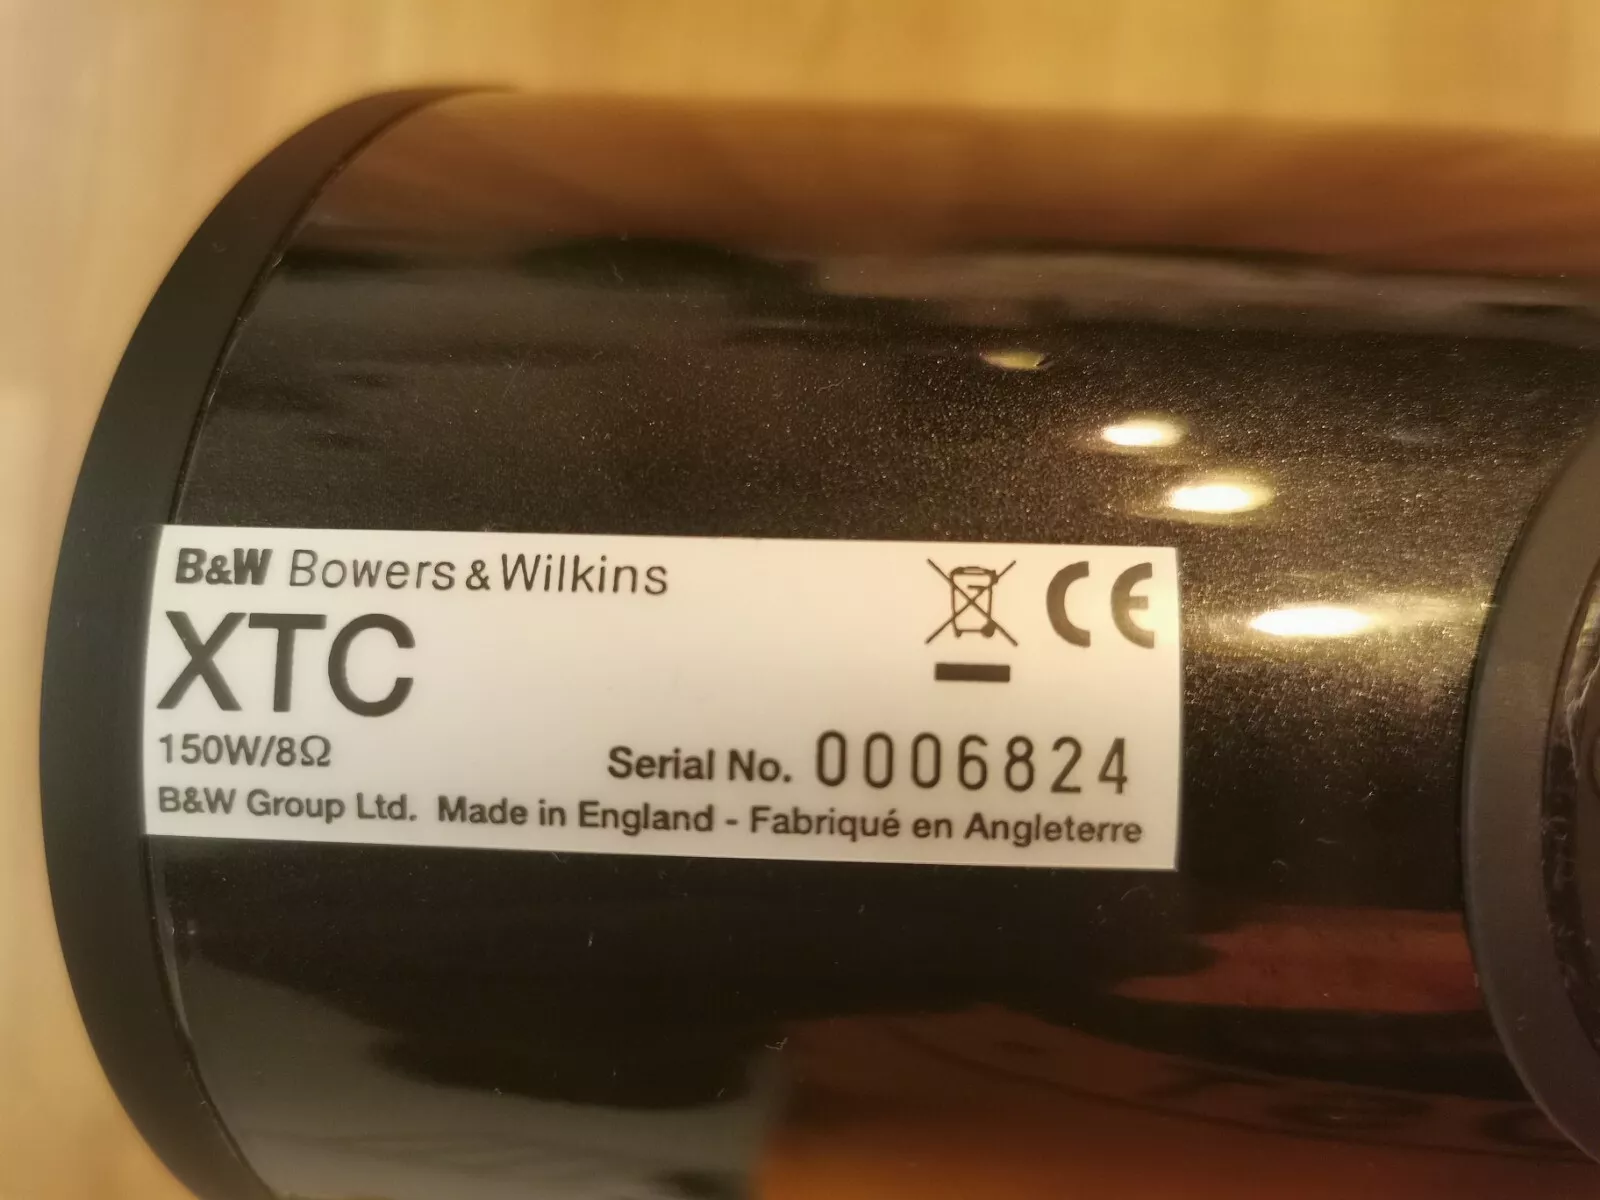 B&W Bowers & Wilkins
XTC
150W/8Ω
Serial No. 0006824
B&W Group Ltd. Made in England - Fabriqué en Angleterre
CE